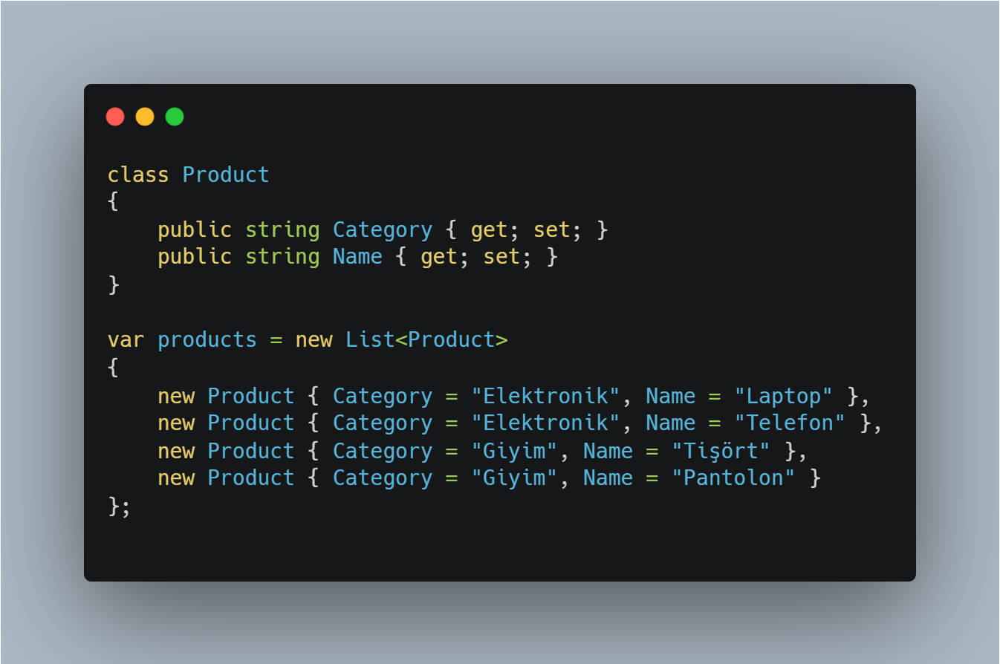 class Product
{
    public string Category { get; set; }
    public string Name { get; set; }
}

var products = new List<Product>
{
    new Product { Category = "Elektronik", Name = "Laptop" },
    new Product { Category = "Elektronik", Name = "Telefon" },
    new Product { Category = "Giyim", Name = "Tişört" },
    new Product { Category = "Giyim", Name = "Pantolon" }
};